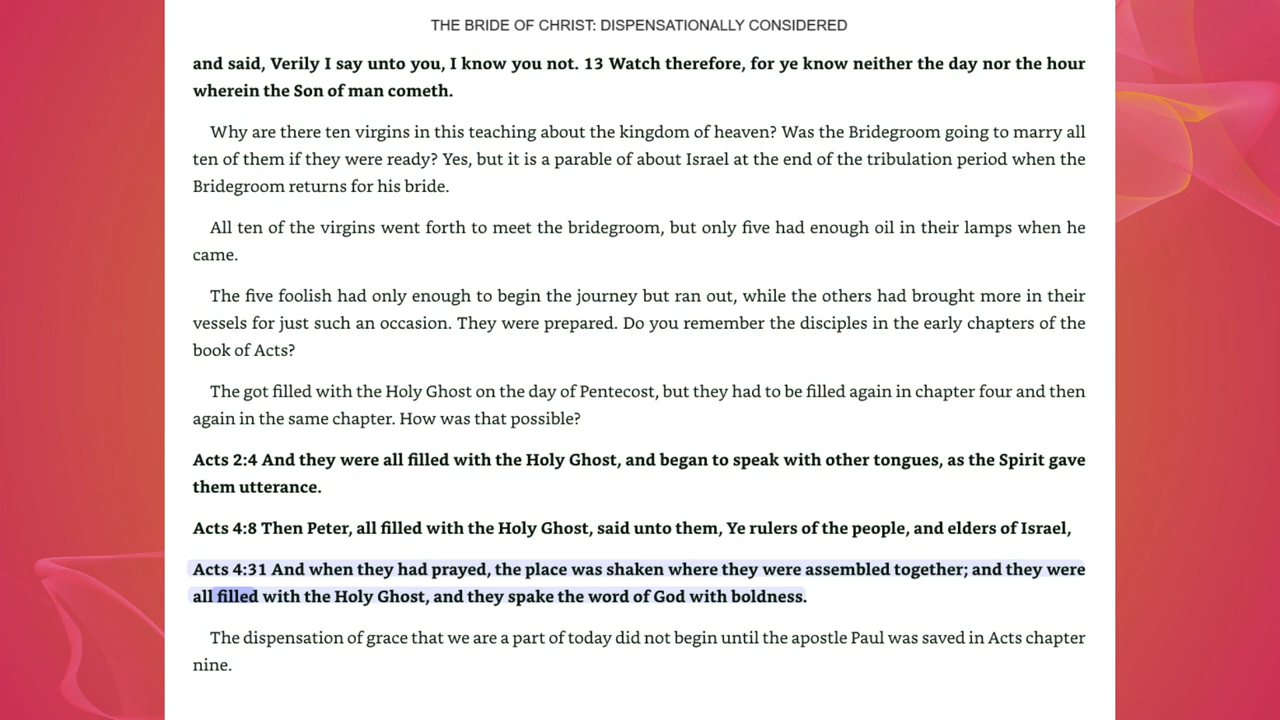 THE BRIDE OF CHRIST: DISPENSATIONALLY CONSIDERED
and said, Verily I say unto you, I know you not. 13 Watch therefore, for ye know neither the day nor the hour
wherein the Son of man cometh.
Why are there ten virgins in this teaching about the kingdom of heaven? Was the Bridegroom going to marry all
ten of them if they were ready? Yes, but it is a parable of about Israel at the end of the tribulation period when the
Bridegroom returns for his bride.
All ten of the virgins went forth to meet the bridegroom, but only five had enough oil in their lamps when he
came.
The five foolish had only enough to begin the journey but ran out, while the others had brought more in their
vessels for just such an occasion. They were prepared. Do you remember the disciples in the early chapters of the
book of Acts?
The got filled with the Holy Ghost on the day of Pentecost, but they had to be filled again in chapter four and then
again in the same chapter. How was that possible?
Acts 2:4 And they were all filled with the Holy Ghost, and began to speak with other tongues, as the Spirit gave
them utterance.
Acts 4:8 Then Peter, all filled with the Holy Ghost, said unto them, Ye rulers of the people, and elders of Israel,
Acts 4:31 And when they had prayed, the place was shaken where they were assembled together; and they were
all filled with the Holy Ghost, and they spake the word of God with boldness.
The dispensation of grace that we are a part of today did not begin until the apostle Paul was saved in Acts chapter
nine.